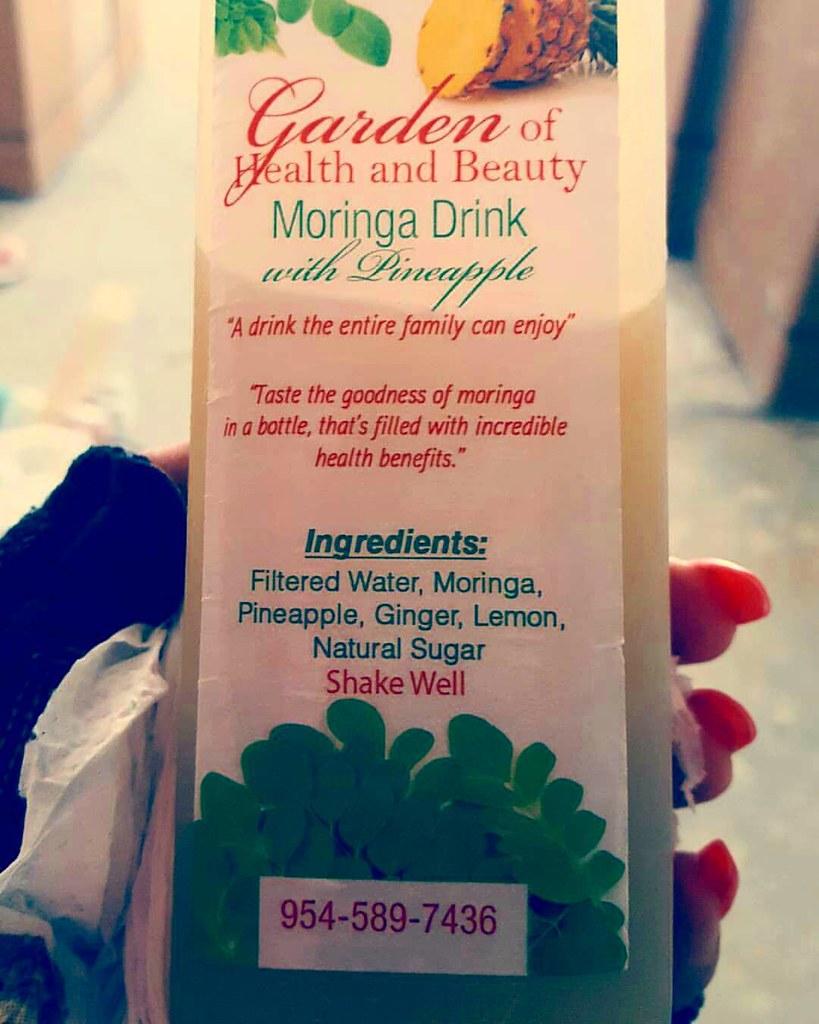 Garden of
Health and Beauty
Moringa Drink
with Pineapple
"A drink the entire family can enjoy"
"Taste the goodness of moringa
in a bottle, that's filled with incredible
health benefits."
Ingredients:
Filtered Water, Moringa,
Pineapple, Ginger, Lemon,
Natural Sugar
Shake Well
954-589-7436